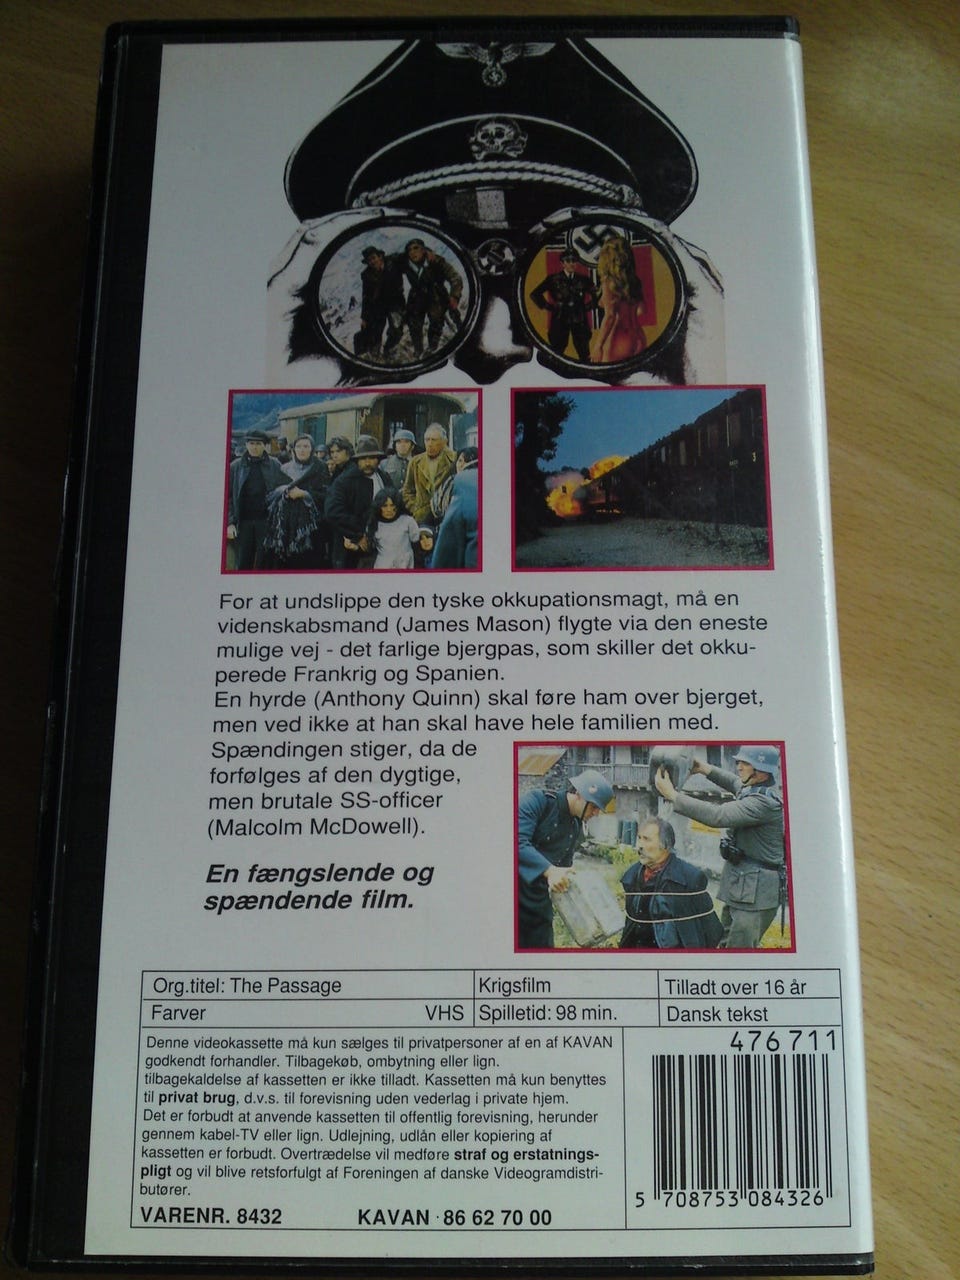 For at undslippe den tyske okkupationsmagt, må en
videnskabsmand (James Mason) flygte via den eneste
mulige vej - det farlige bjergpas, som skiller det okku-
perede Frankrig og Spanien.
En hyrde (Anthony Quinn) skal føre ham over bjerget,
men ved ikke at han skal have hele familien med.
Spændingen stiger, da de
forfølges af den dygtige,
men brutale SS-officer
(Malcolm McDowell).
En fængslende og
spændende film.
Org.titel: The Passage
Krigsfilm
Tilladt over 16 år
Farver VHS
Spilletid: 98 min.
Dansk tekst
Denne videokassette må kun sælges til privatpersoner af en af KAVAN
godkendt forhandler. Tilbagekøb, ombytning eller lign.
tilbagekaldelse af kassetten er ikke tilladt. Kassetten må kun benyttes
til privat brug, d.v.s. til forevisning uden vederlag i private hjem.
Det er forbudt at anvende kassetten til offentlig forevisning, herunder
gennem kabel-TV eller lign. Udlejning, udlån eller kopiering af
kassetten er forbudt. Overtrædelse vil medføre straf og erstatnings-
pligt og vil blive retsforfulgt af Foreningen af danske Videogramdistri-
butører.
VARENR. 8432 KAVAN · 86 62 70 00
476 711
5 708753 084326